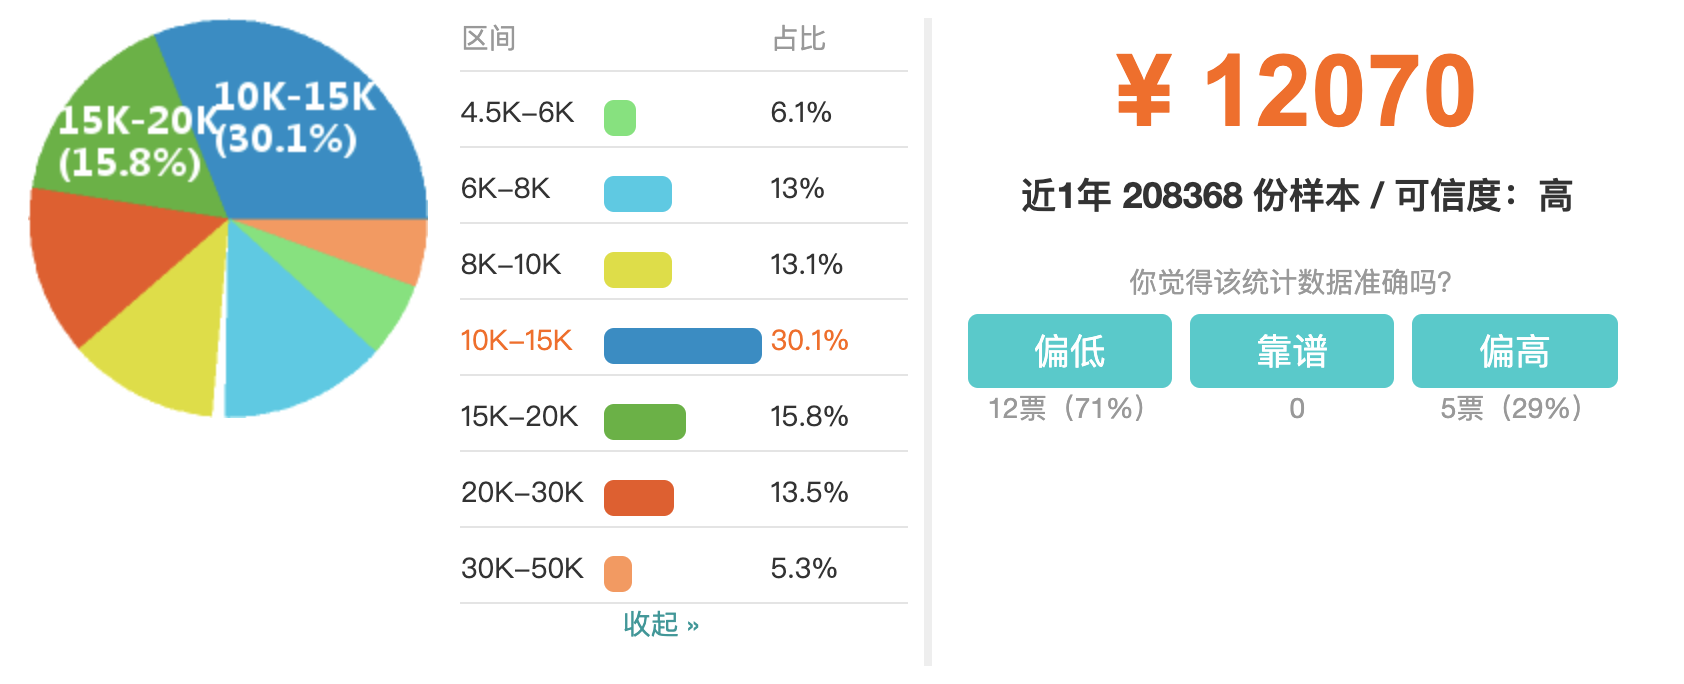 10K-15K
(30.1%)
15K-20K
(15.8%)
区间 占比
4.5K–6K 6.1%
6K–8K 13%
8K–10K 13.1%
10K–15K 30.1%
15K–20K 15.8%
20K–30K 13.5%
30K–50K 5.3%
收起 »
¥ 12070
近1年 208368 份样本 / 可信度：高
你觉得该统计数据准确吗?
偏低 靠谱 偏高
12票（71%） 0 5票（29%）